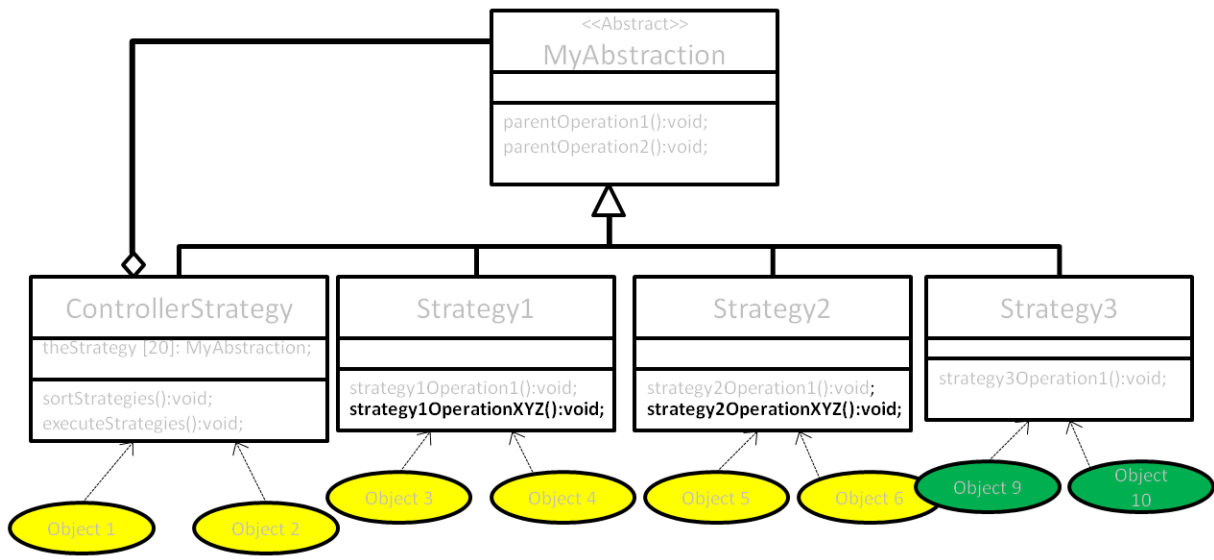 <<Abstract>>
MyAbstraction
parentOperation1():void;
parentOperation2():void;
ControllerStrategy
theStrategy [20]: MyAbstraction;
sortStrategies():void;
executeStrategies():void;
Strategy1
strategy1Operation1():void;
strategy1OperationXYZ():void;
Strategy2
strategy2Operation1():void;
strategy2OperationXYZ():void;
Strategy3
strategy3Operation1():void;
Object 1
Object 2
Object 3
Object 4
Object 5
Object 6
Object 9
Object
10